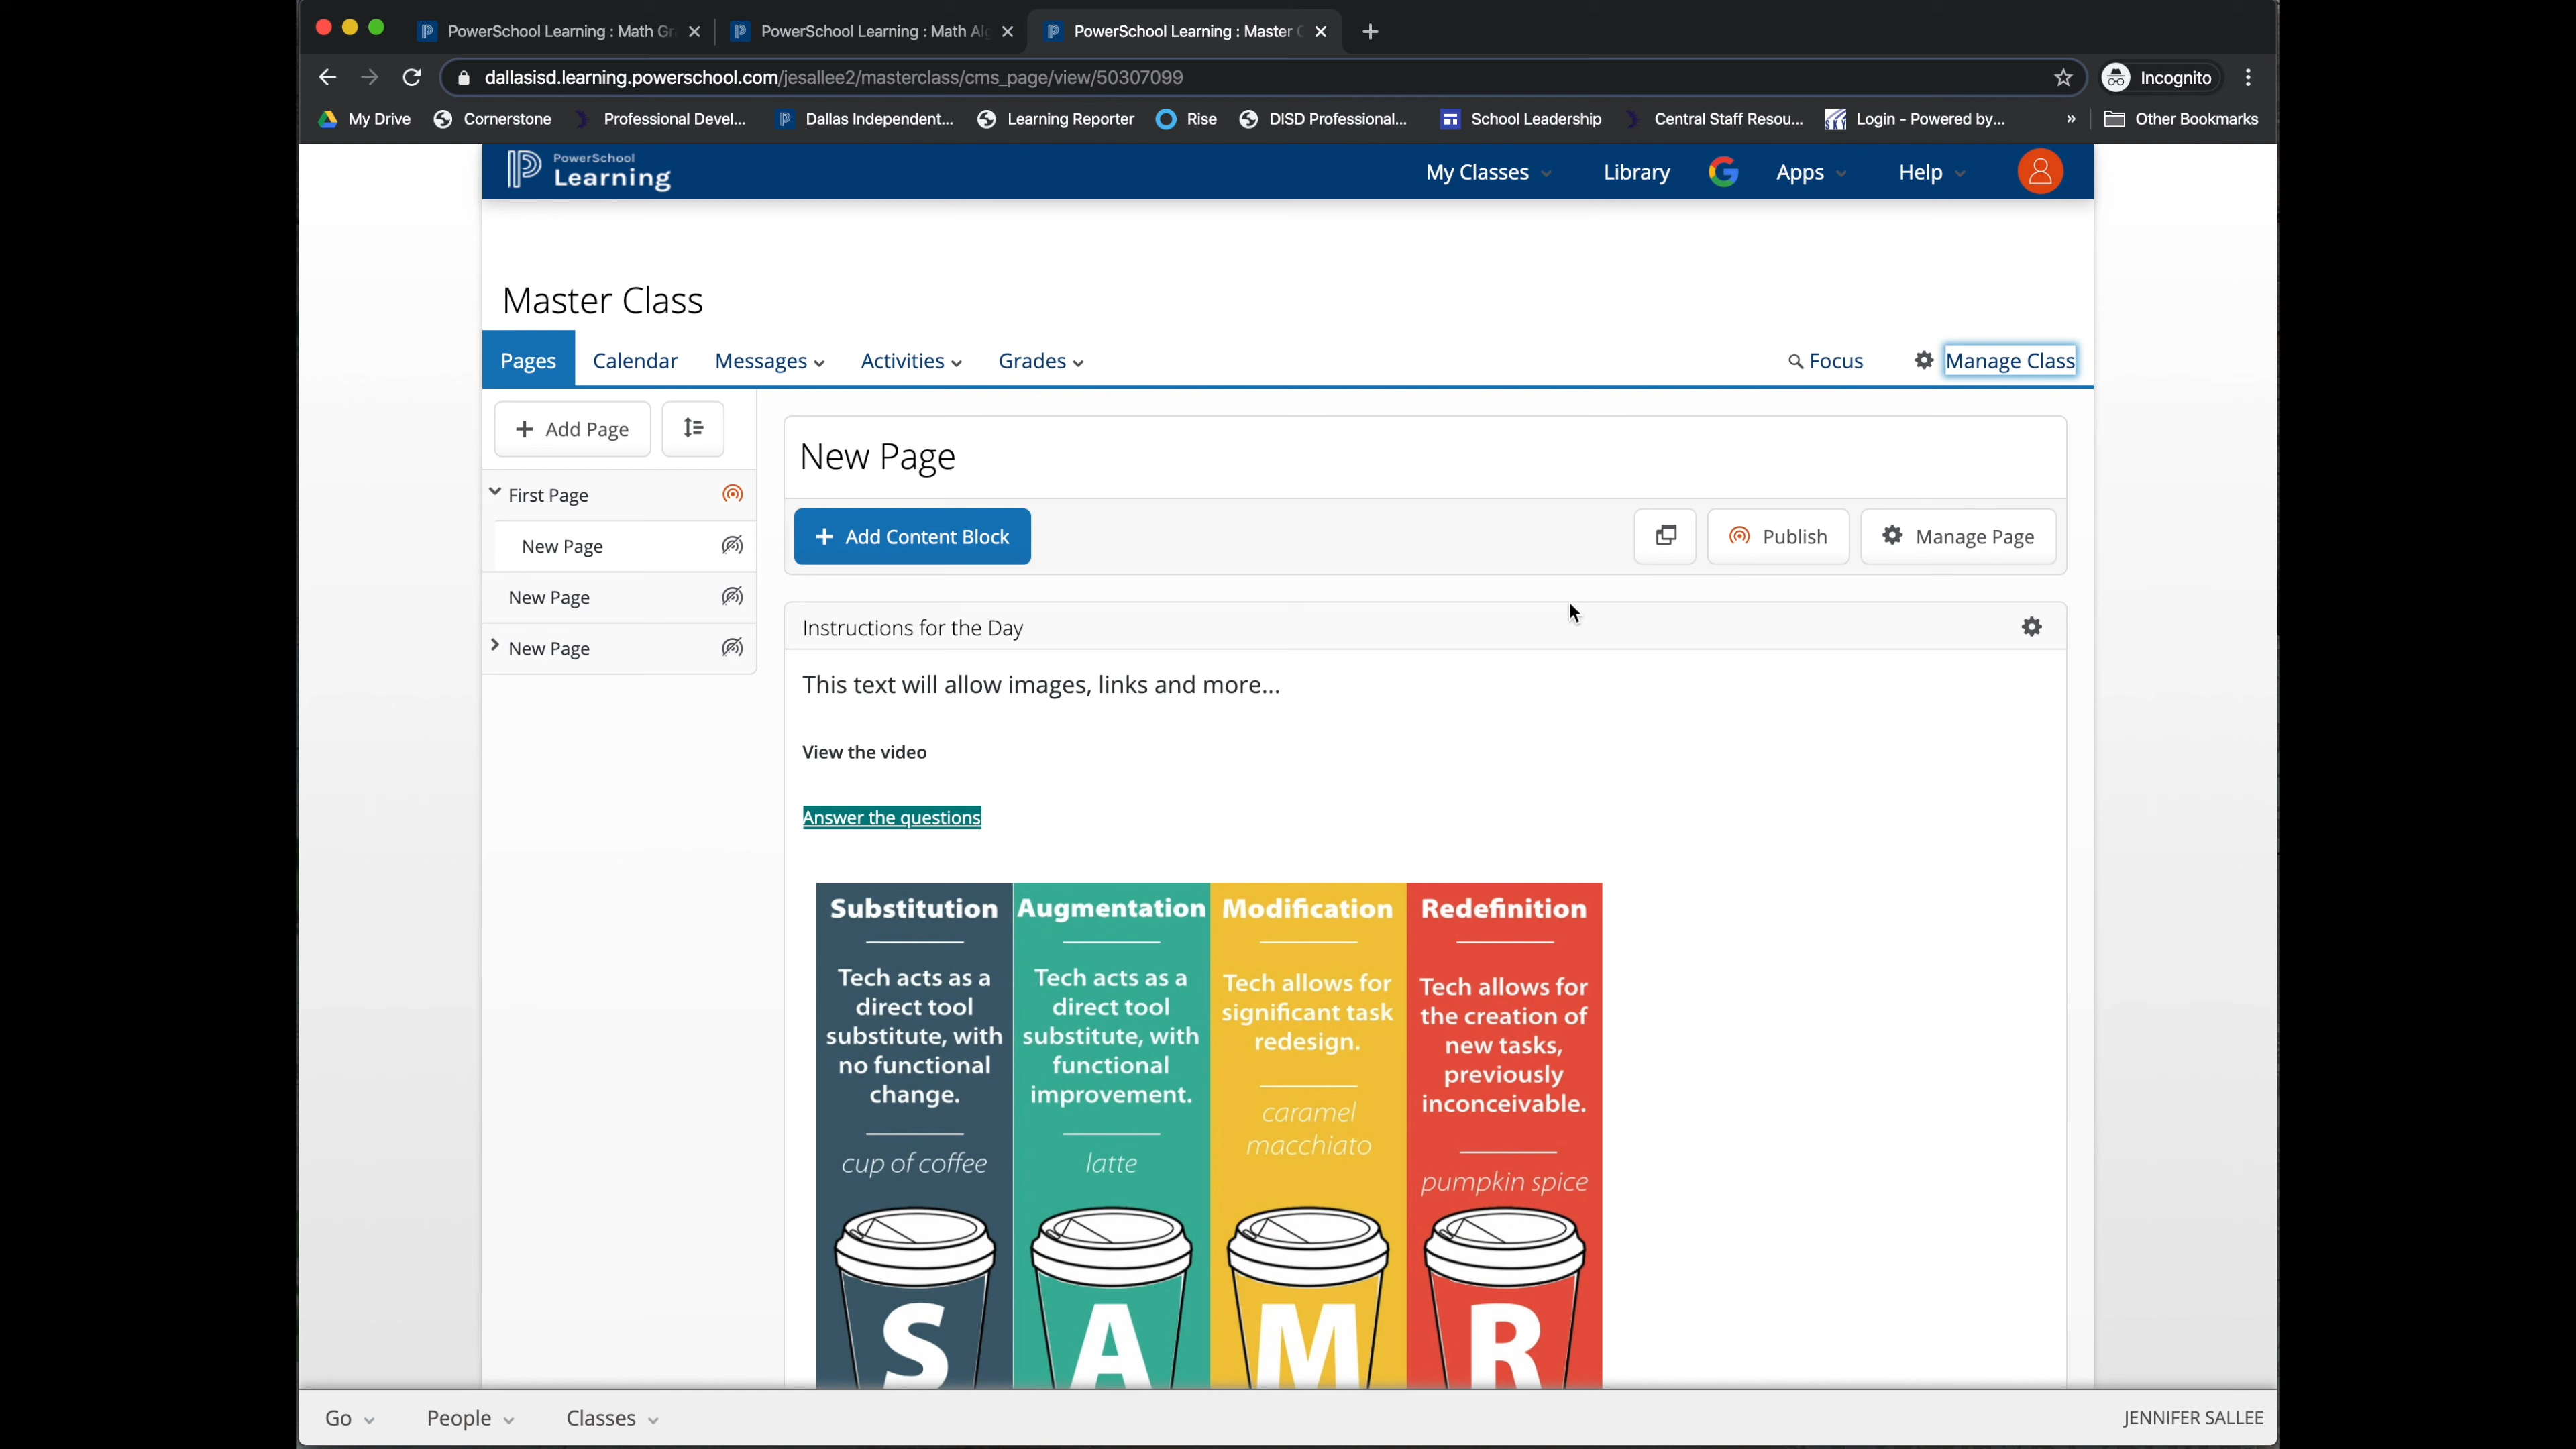 PowerSchool Learning : Math Gr
PowerSchool Learning : Math Alg
PowerSchool Learning : Master C
dallasisd.learning.powerschool.com/jesallee2/masterclass/cms_page/view/50307099
Incognito
My Drive
Cornerstone
Professional Devel...
Dallas Independent...
Learning Reporter
Rise
DISD Professional...
School Leadership
Central Staff Resou...
SKY
Login - Powered by...
»
Other Bookmarks
PowerSchool
Learning
My Classes
Library
Apps
Help
Master Class
Pages
Calendar
Messages
Activities
Grades
Focus
Manage Class
+ Add Page
First Page
New Page
New Page
New Page
New Page
+ Add Content Block
Publish
Manage Page
Instructions for the Day
This text will allow images, links and more...
View the video
Answer the questions
Substitution
Tech acts as a
direct tool
substitute, with
no functional
change.
cup of coffee
S
Augmentation
Tech acts as a
direct tool
substitute, with
functional
improvement.
latte
A
Modification
Tech allows for
significant task
redesign.
caramel
macchiato
M
Redefinition
Tech allows for
the creation of
new tasks,
previously
inconceivable.
pumpkin spice
R
Go
People
Classes
JENNIFER SALLEE